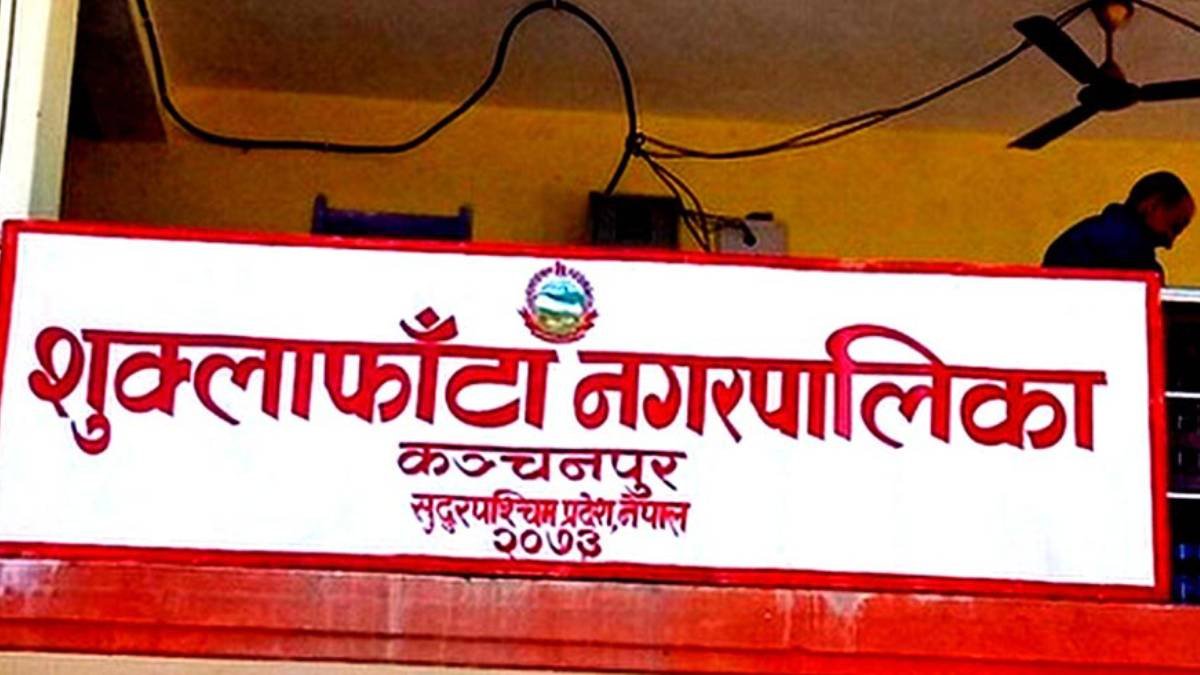 शुक्लाफाँटा नगरपालिका
कञ्चनपुर
सुदुरपश्चिम प्रदेश, नेपाल
२०७३